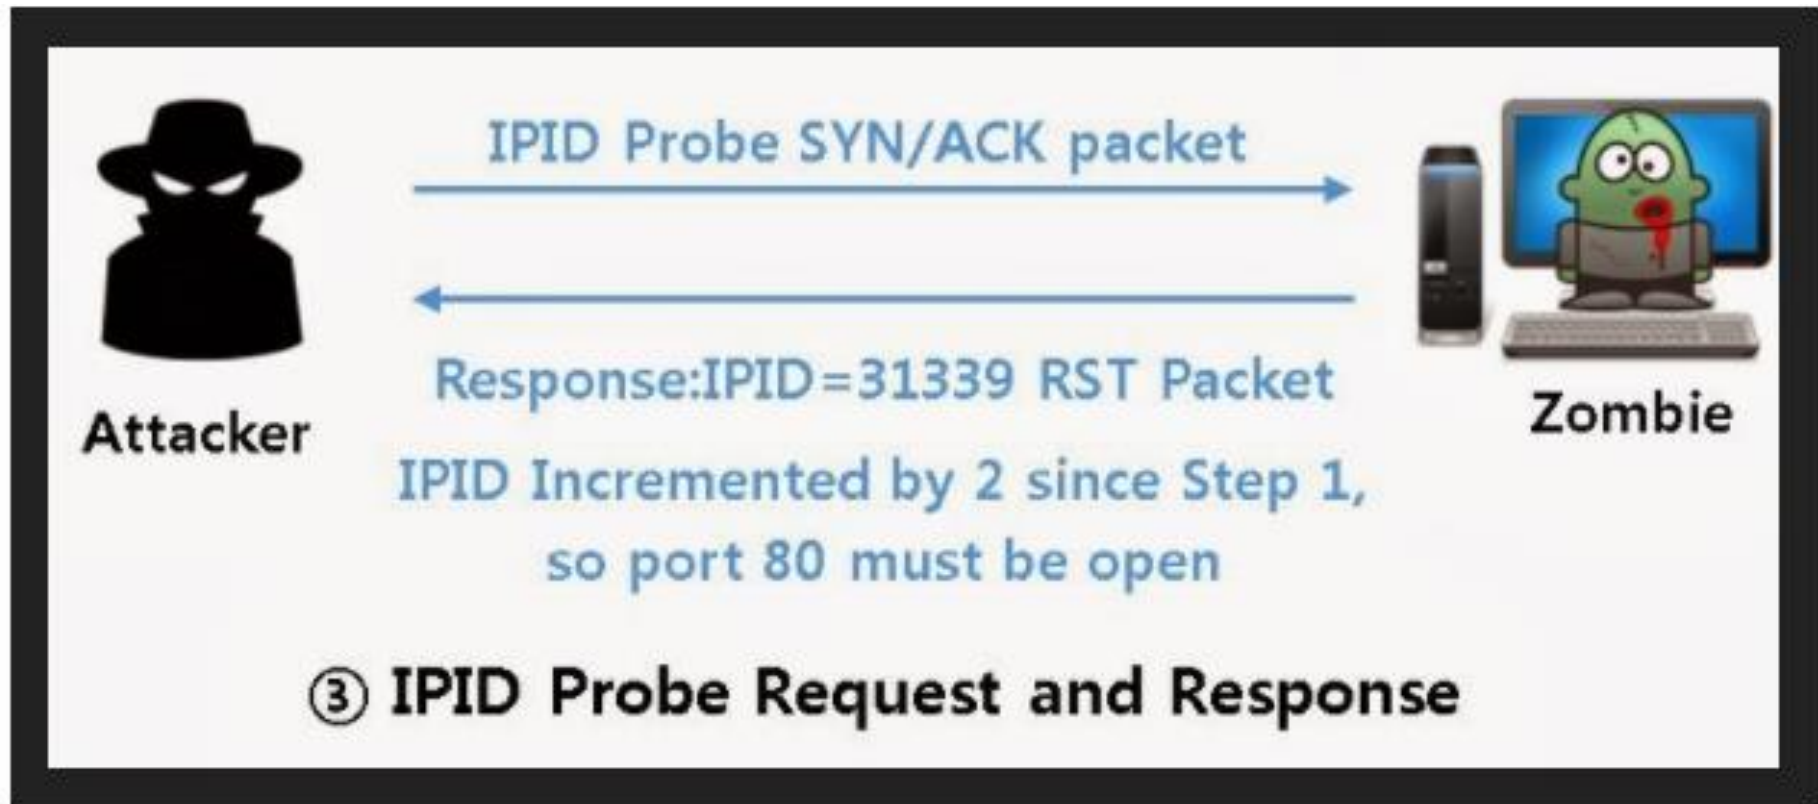 IPID Probe SYN/ACK packet
Response:IPID=31339 RST Packet
Attacker
Zombie
IPID Incremented by 2 since Step 1,
so port 80 must be open
③ IPID Probe Request and Response